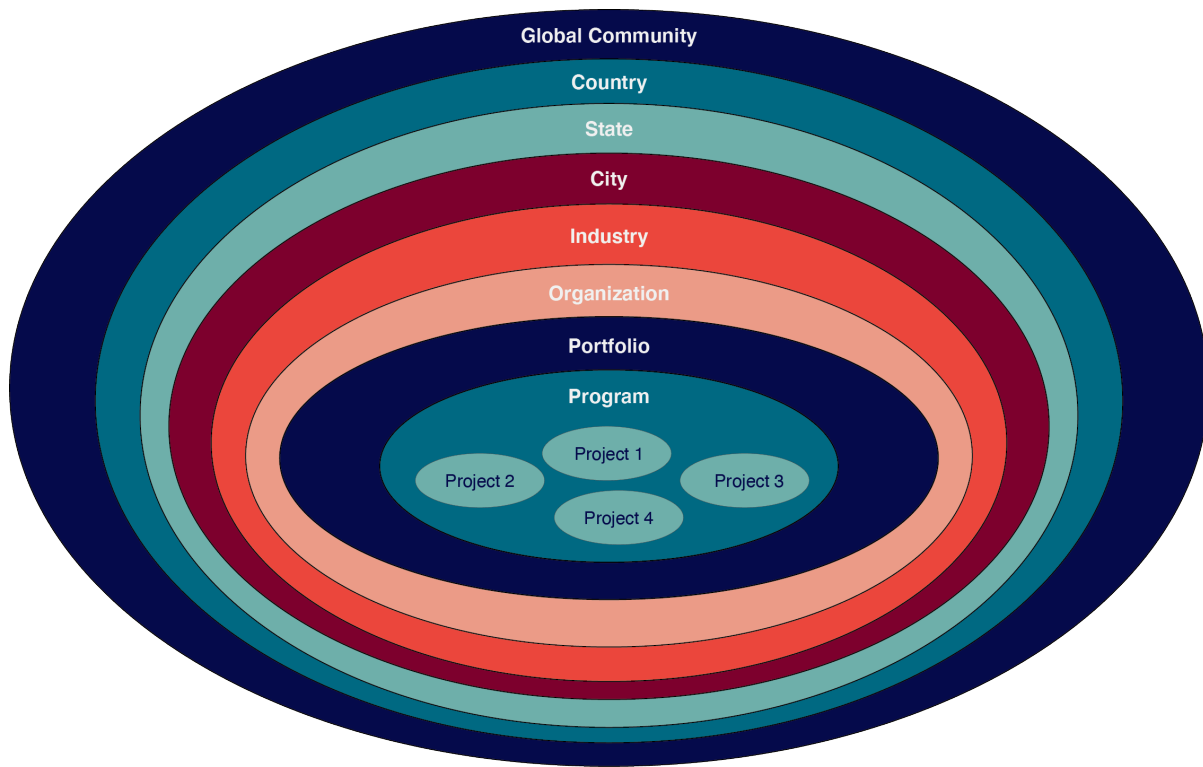 Global Community
Country
State
City
Industry
Organization
Portfolio
Program
Project 1
Project 2
Project 3
Project 4